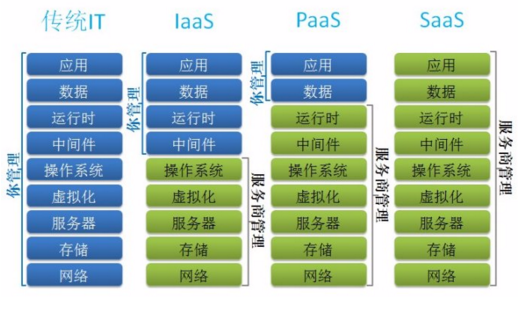 传统IT IaaS PaaS SaaS
应用 应用 应用 应用
数据 数据 数据 数据
运行时 运行时 运行时 运行时
中间件 中间件 中间件 中间件
操作系统 操作系统 操作系统 操作系统
虚拟化 虚拟化 虚拟化 虚拟化
服务器 服务器 服务器 服务器
存储 存储 存储 存储
网络 网络 网络 网络
你管理
你管理
服务商管理
你管理
服务商管理
服务商管理